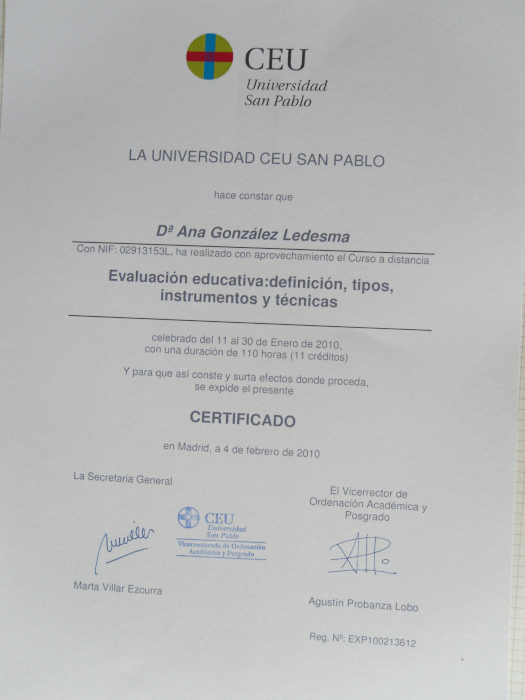 CEU
Universidad
San Pablo
LA UNIVERSIDAD CEU SAN PABLO
hace constar que
Dª Ana González Ledesma
Con NIF: 02913153L, ha realizado con aprovechamiento el Curso a distancia
Evaluación educativa:definición, tipos,
instrumentos y técnicas
celebrado del 11 al 30 de Enero de 2010,
con una duración de 110 horas (11 créditos)
Y para que así conste y surta efectos donde proceda,
se expide el presente
CERTIFICADO
en Madrid, a 4 de febrero de 2010
La Secretaria General
CEU
Universidad
San Pablo
Vicerrectorado de Ordenación
Académica y Posgrado
Marta Villar Ezcurra
El Vicerrector de
Ordenación Académica y
Posgrado
Agustín Probanza Lobo
Reg. Nº: EXP100213612